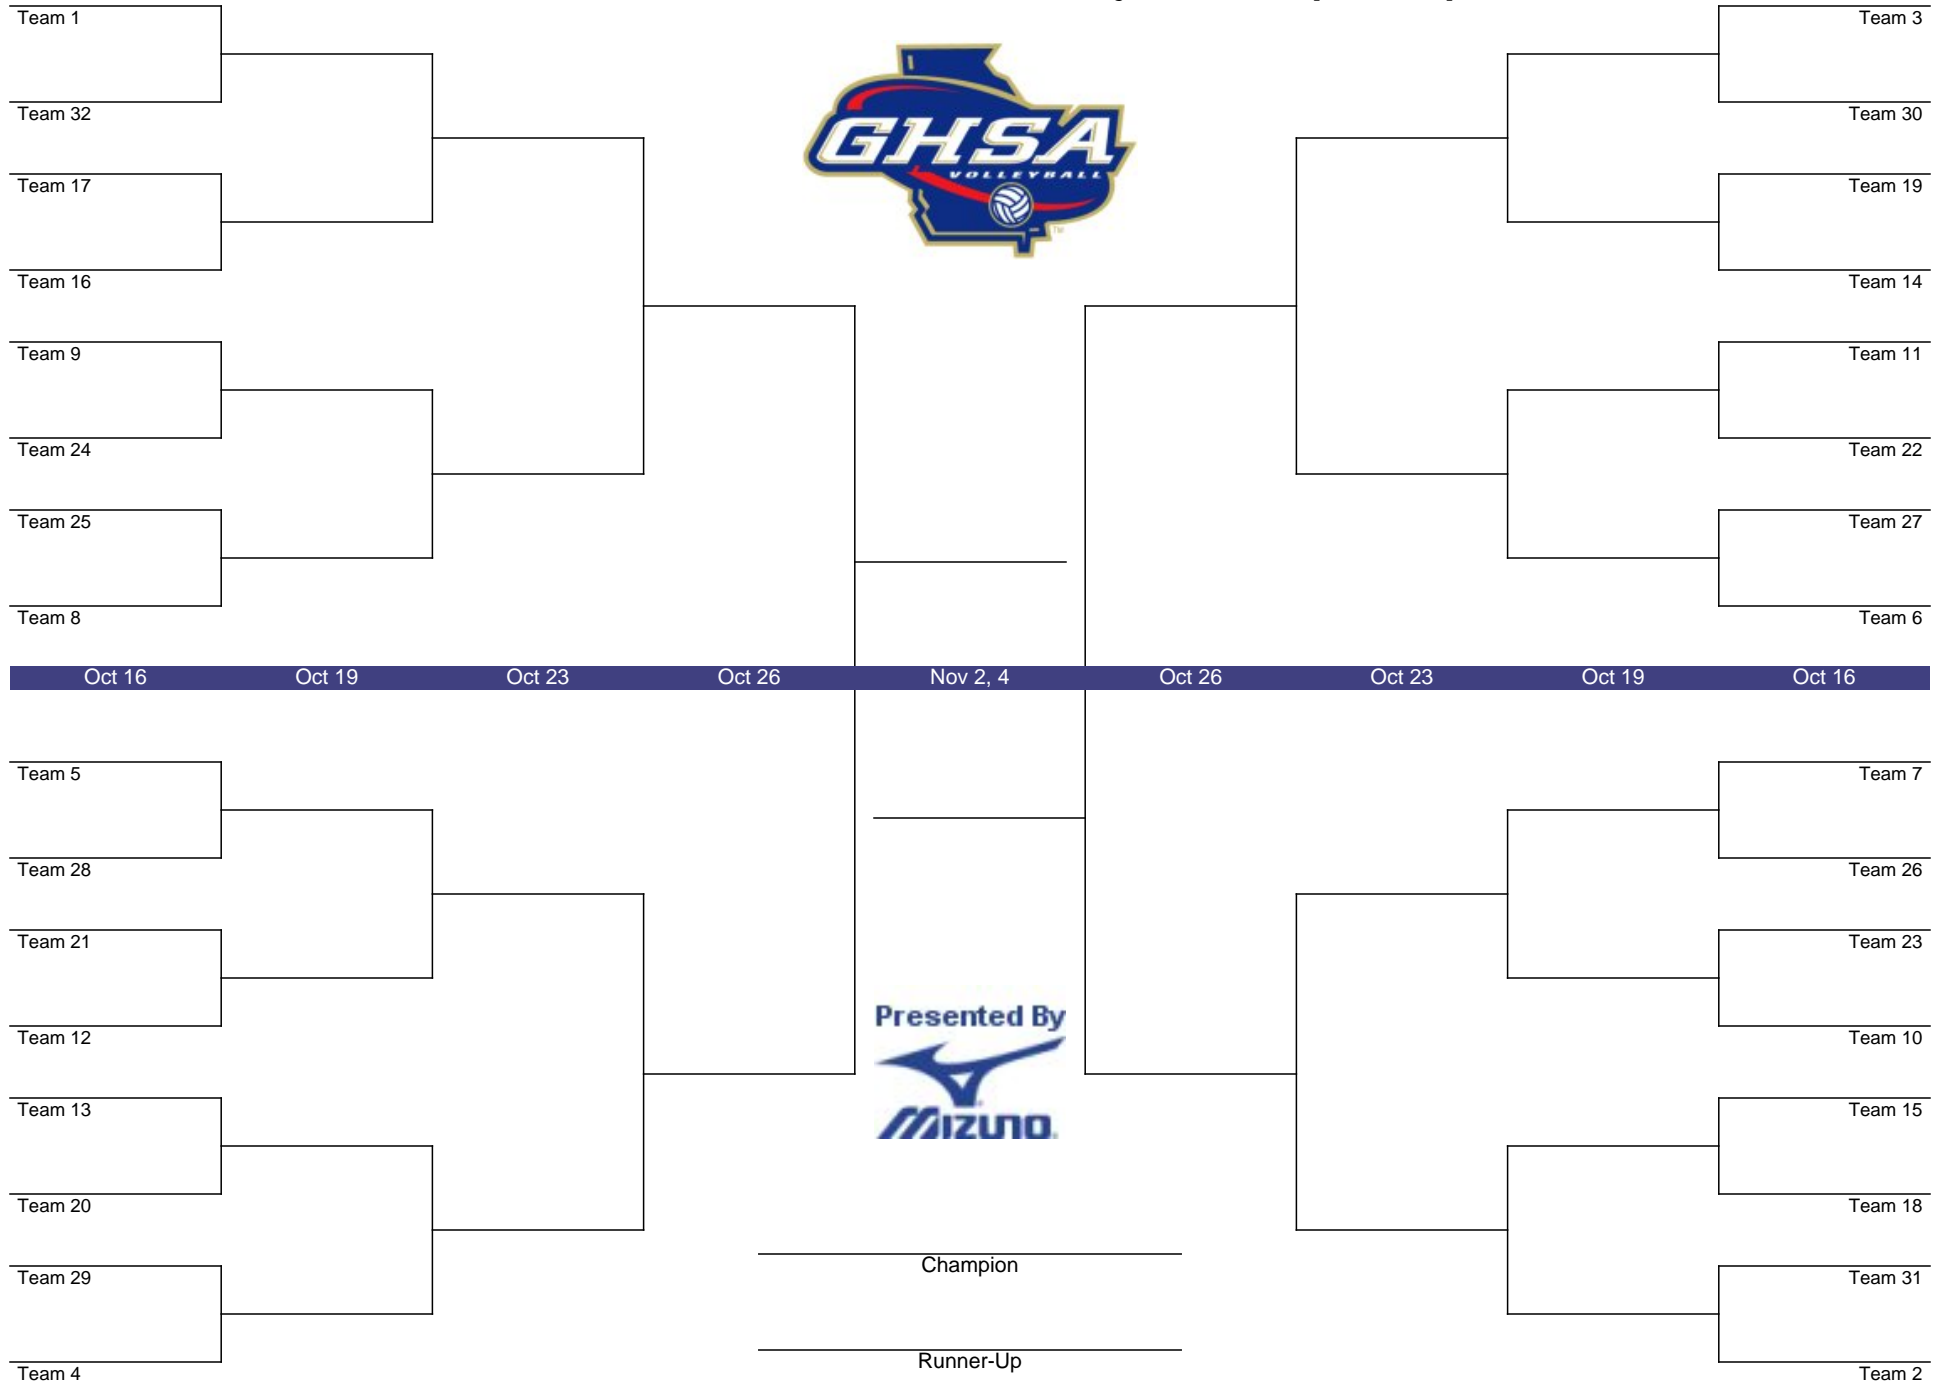 Team 1
Team 32
Team 17
Team 16
Team 9
Team 24
Team 25
Team 8
GHSA
VOLLEYBALL
TM
Team 3
Team 30
Team 19
Team 14
Team 11
Team 22
Team 27
Team 6
Oct 16 Oct 19 Oct 23 Oct 26 Nov 2, 4 Oct 26 Oct 23 Oct 19 Oct 16
Team 5
Team 28
Team 21
Team 12
Team 13
Team 20
Team 29
Team 4
Presented By
MIZUNO
Champion
Runner-Up
Team 7
Team 26
Team 23
Team 10
Team 15
Team 18
Team 31
Team 2